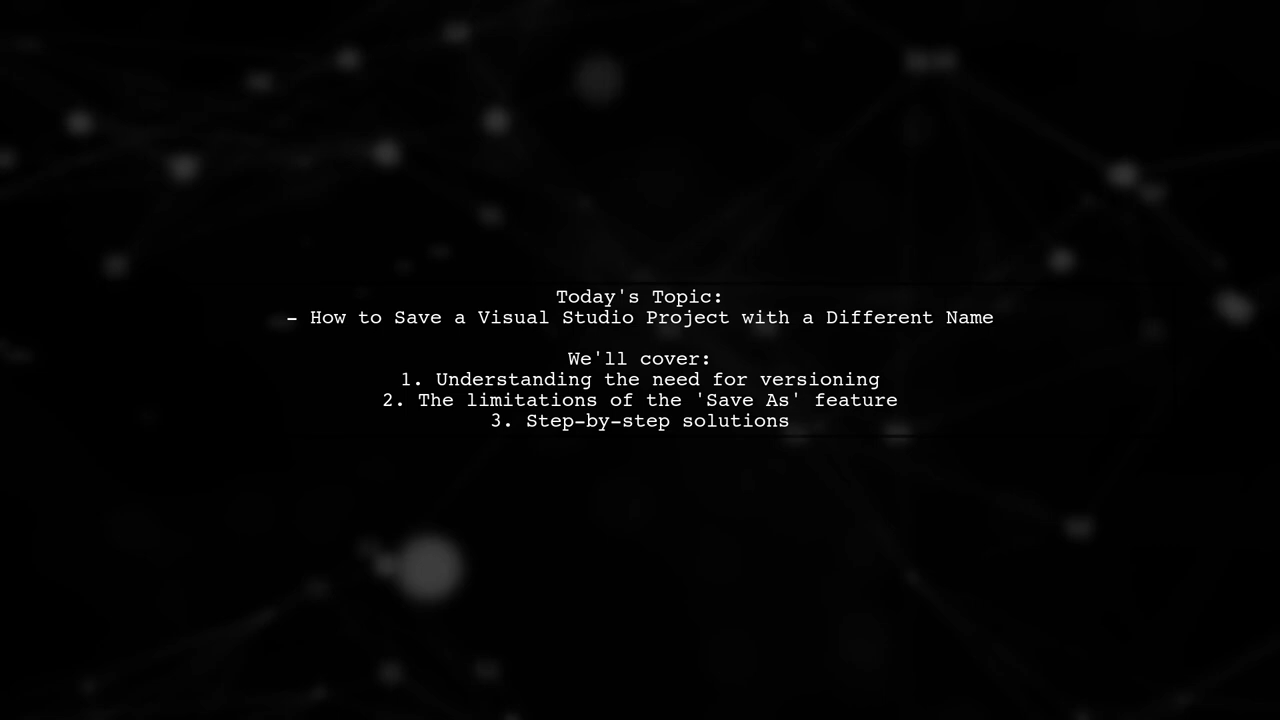 Today's Topic:
- How to Save a Visual Studio Project with a Different Name
We'll cover:
1. Understanding the need for versioning
2. The limitations of the 'Save As' feature
3. Step-by-step solutions